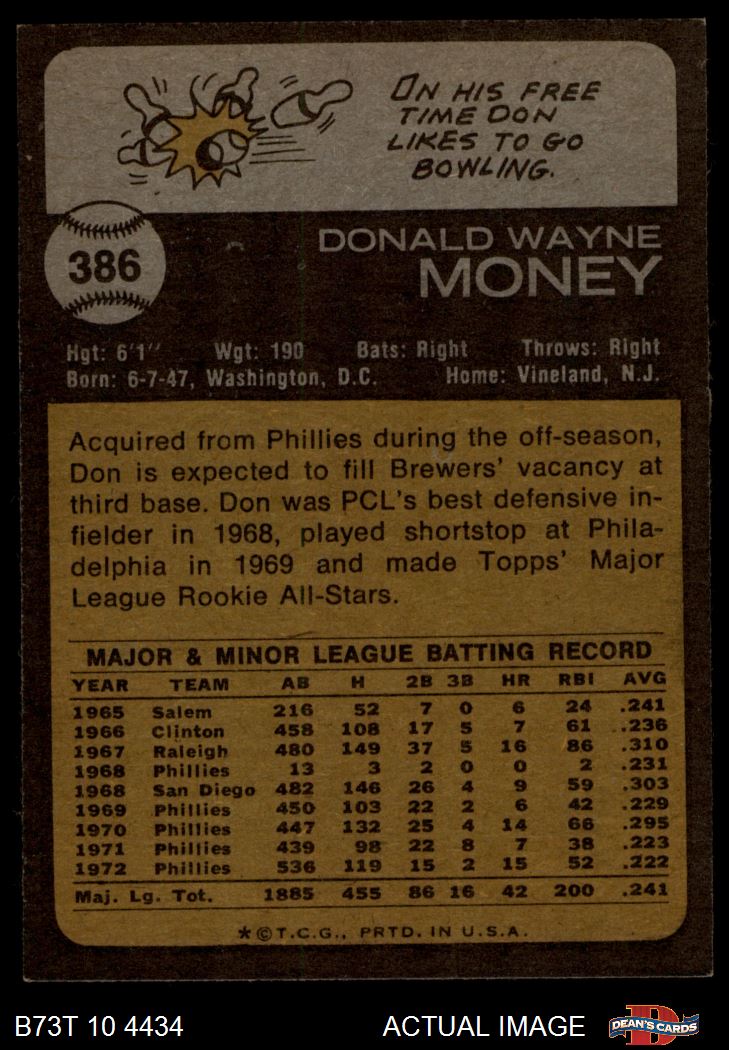 ON HIS FREE
TIME DON
LIKES TO GO
BOWLING.
386
DONALD WAYNE
MONEY
Hgt: 6'1" Wgt: 190 Bats: Right Throws: Right
Born: 6-7-47, Washington, D.C. Home: Vineland, N.J.
Acquired from Phillies during the off-season,
Don is expected to fill Brewers' vacancy at
third base. Don was PCL's best defensive in-
fielder in 1968, played shortstop at Phila-
delphia in 1969 and made Topps' Major
League Rookie All-Stars.
MAJOR & MINOR LEAGUE BATTING RECORD
YEAR TEAM AB H 2B 3B HR RBI AVG
1965 Salem 216 52 7 0 6 24 .241
1966 Clinton 458 108 17 5 7 61 .236
1967 Raleigh 480 149 37 5 16 86 .310
1968 Phillies 13 3 2 0 0 2 .231
1968 San Diego 482 146 26 4 9 59 .303
1969 Phillies 450 103 22 2 6 42 .229
1970 Phillies 447 132 25 4 14 66 .295
1971 Phillies 439 98 22 8 7 38 .223
1972 Phillies 536 119 15 2 15 52 .222
Maj. Lg. Tot. 1885 455 86 16 42 200 .241
*©T.C.G., PRTD. IN U.S.A.
B73T 10 4434 ACTUAL IMAGE
D
DEAN'S CARDS